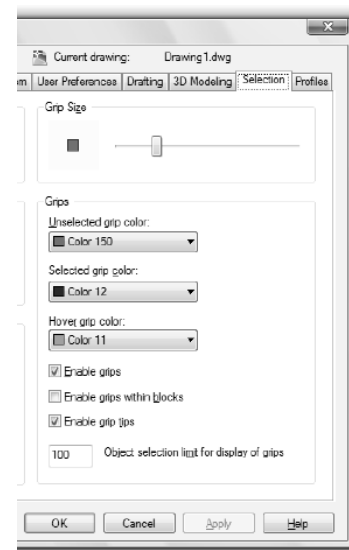 Current drawing: Drawing1.dwg
m User Preferences Drafting 3D Modeling Selection Profiles
Grip Size
Grips
Unselected grip color:
Color 150
Selected grip color:
Color 12
Hover grip color:
Color 11
Enable grips
Enable grips within blocks
Enable grip tips
100 Object selection limit for display of grips
OK Cancel Apply Help